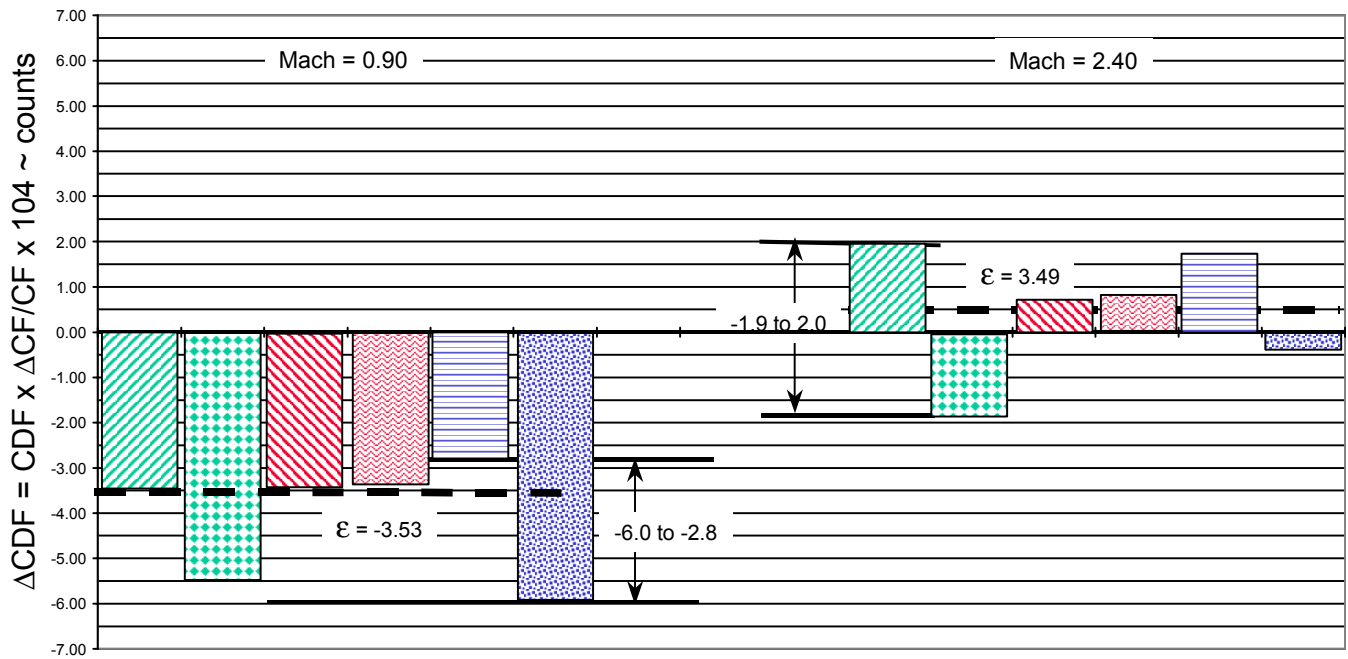 ΔCDF = CDF x ΔCF/CF x 104 ~ counts
7.00
6.00
5.00
4.00
3.00
2.00
1.00
0.00
-1.00
-2.00
-3.00
-4.00
-5.00
-6.00
-7.00
Mach = 0.90
Mach = 2.40
ε = 3.49
-1.9 to 2.0
ε = -3.53
-6.0 to -2.8